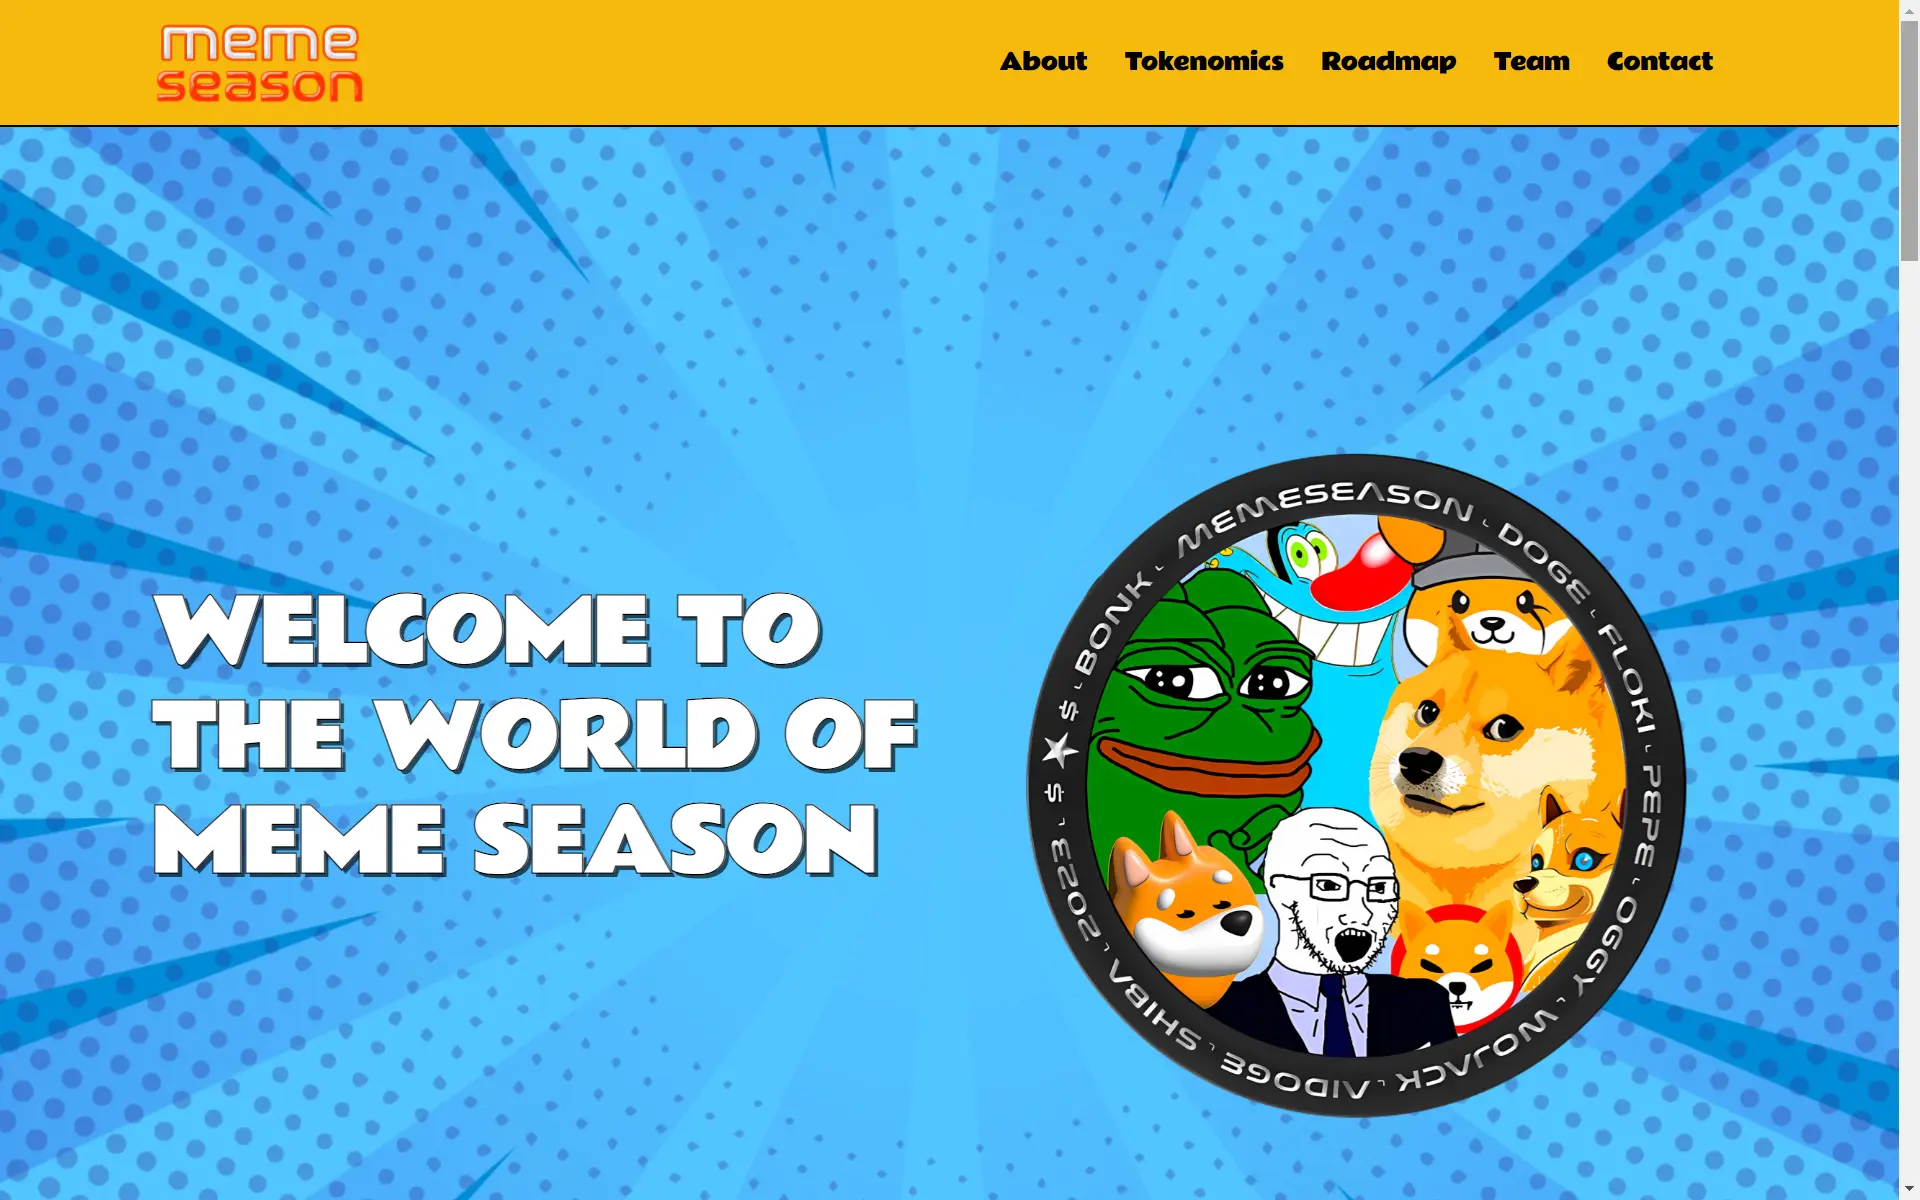 meme
season
About
Tokenomics
Roadmap
Team
Contact
WELCOME TO
THE WORLD OF
MEME SEASON
MEMESEASON - DOGE - FLOKI - PEPE - OGGY - WOJACK - AIDOGE - SHIBA - 2023 - $ ★ $ - BONK -